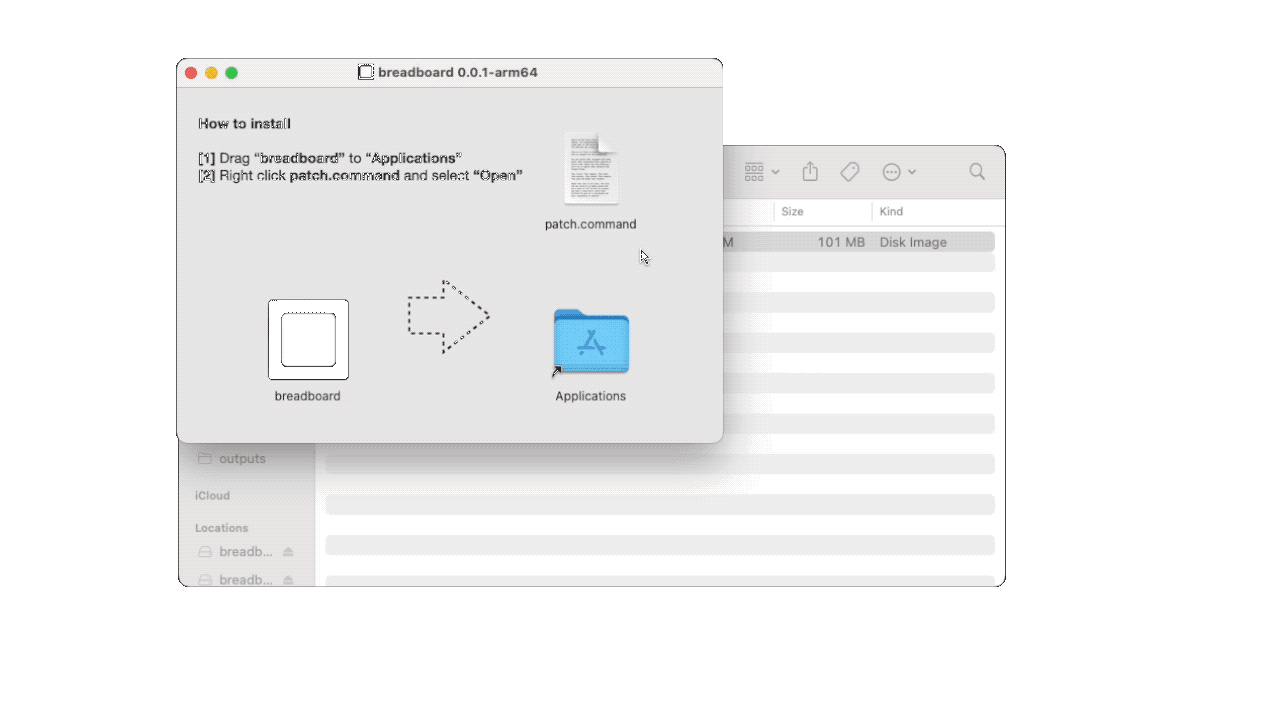 breadboard 0.0.1-arm64
How to install
[1] Drag “breadboard” to “Applications”
[2] Right click patch.command and select “Open”
patch.command
breadboard
Applications
Size
Kind
M
101 MB
Disk Image
outputs
iCloud
Locations
breadb...
breadb...